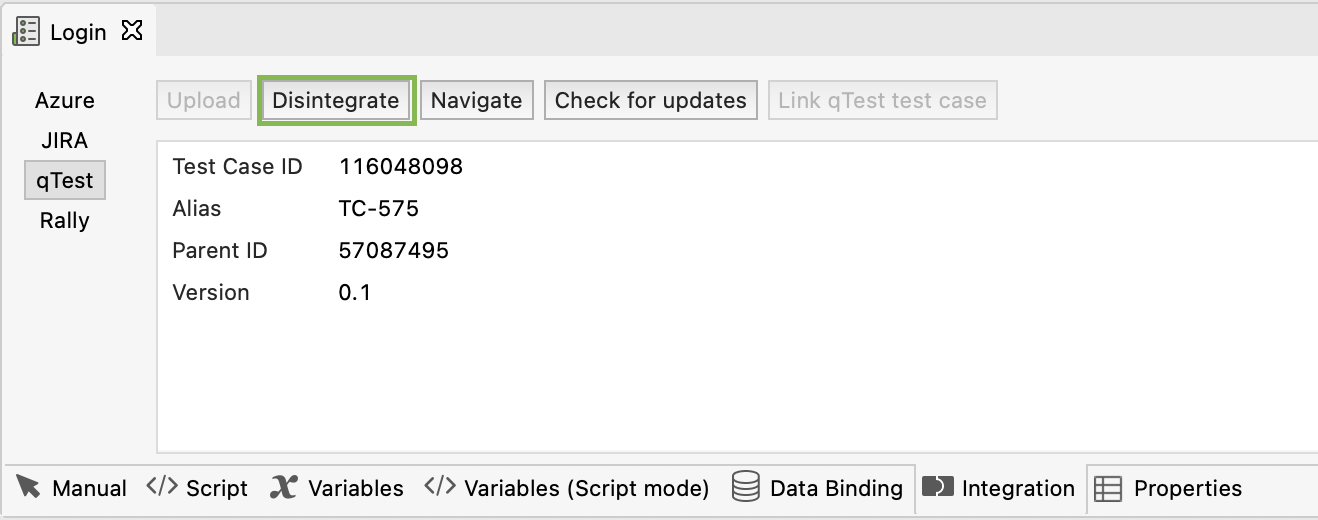 Login
Azure
JIRA
qTest
Rally
Upload Disintegrate Navigate Check for updates Link qTest test case
Test Case ID 116048098
Alias TC-575
Parent ID 57087495
Version 0.1
Manual </> Script Variables </> Variables (Script mode) Data Binding Integration Properties